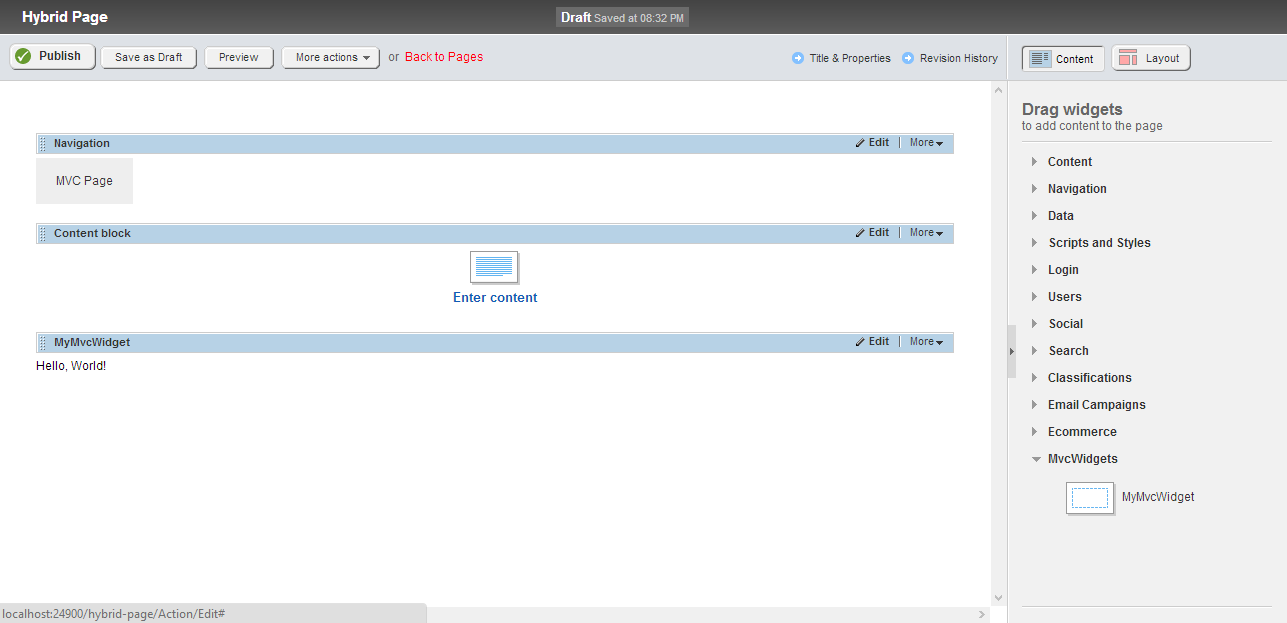 Hybrid Page
Draft Saved at 08:32 PM
Publish Save as Draft Preview More actions or Back to Pages Title & Properties Revision History Content Layout
Navigation Edit More
MVC Page
Content block Edit More
Enter content
MyMvcWidget Edit More
Hello, World!
Drag widgets
to add content to the page
Content
Navigation
Data
Scripts and Styles
Login
Users
Social
Search
Classifications
Email Campaigns
Ecommerce
MvcWidgets
MyMvcWidget
localhost:24900/hybrid-page/Action/Edit#